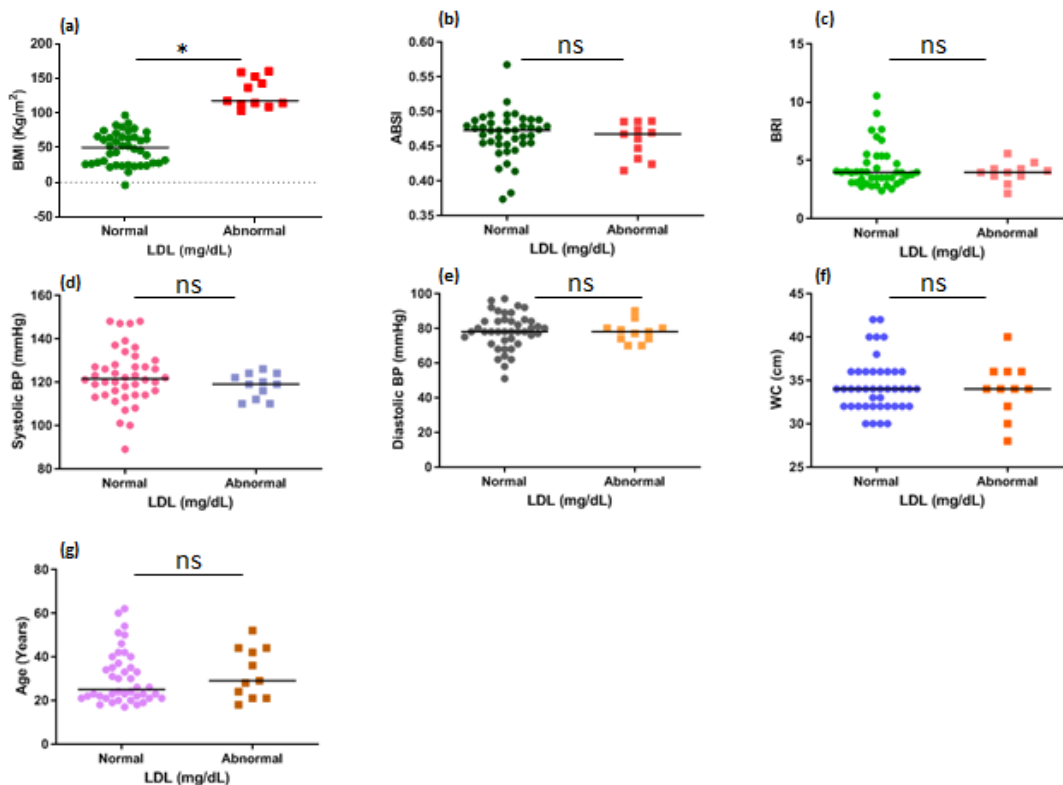 (a)
*
BMI (Kg/m²)
200
150
100
50
0
-50
Normal
Abnormal
LDL (mg/dL)
(b)
ns
ABSI
0.60
0.55
0.50
0.45
0.40
0.35
Normal
Abnormal
LDL (mg/dL)
(c)
ns
BRI
15
10
5
0
Normal
Abnormal
LDL (mg/dL)
(d)
ns
Systolic BP (mmHg)
160
140
120
100
80
Normal
Abnormal
LDL (mg/dL)
(e)
ns
Diastolic BP (mmHg)
100
80
60
40
20
0
Normal
Abnormal
LDL (mg/dL)
(f)
ns
WC (cm)
45
40
35
30
25
Normal
Abnormal
LDL (mg/dL)
(g)
ns
Age (Years)
80
60
40
20
0
Normal
Abnormal
LDL (mg/dL)